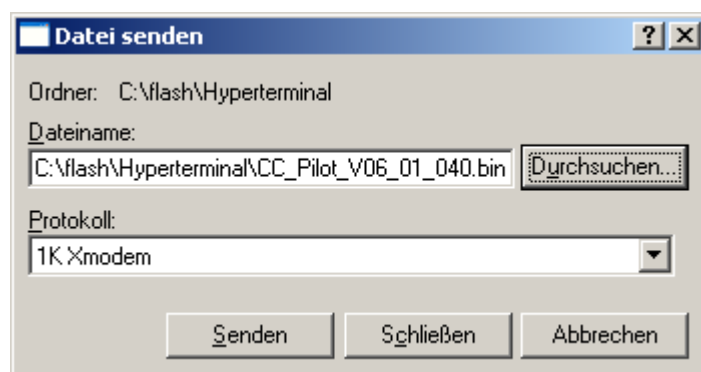 Datei senden
Ordner: C:\flash\Hyperterminal
Dateiname:
C:\flash\Hyperterminal\CC_Pilot_V06_01_040.bin Durchsuchen...
Protokoll:
1K Xmodem
Senden Schließen Abbrechen